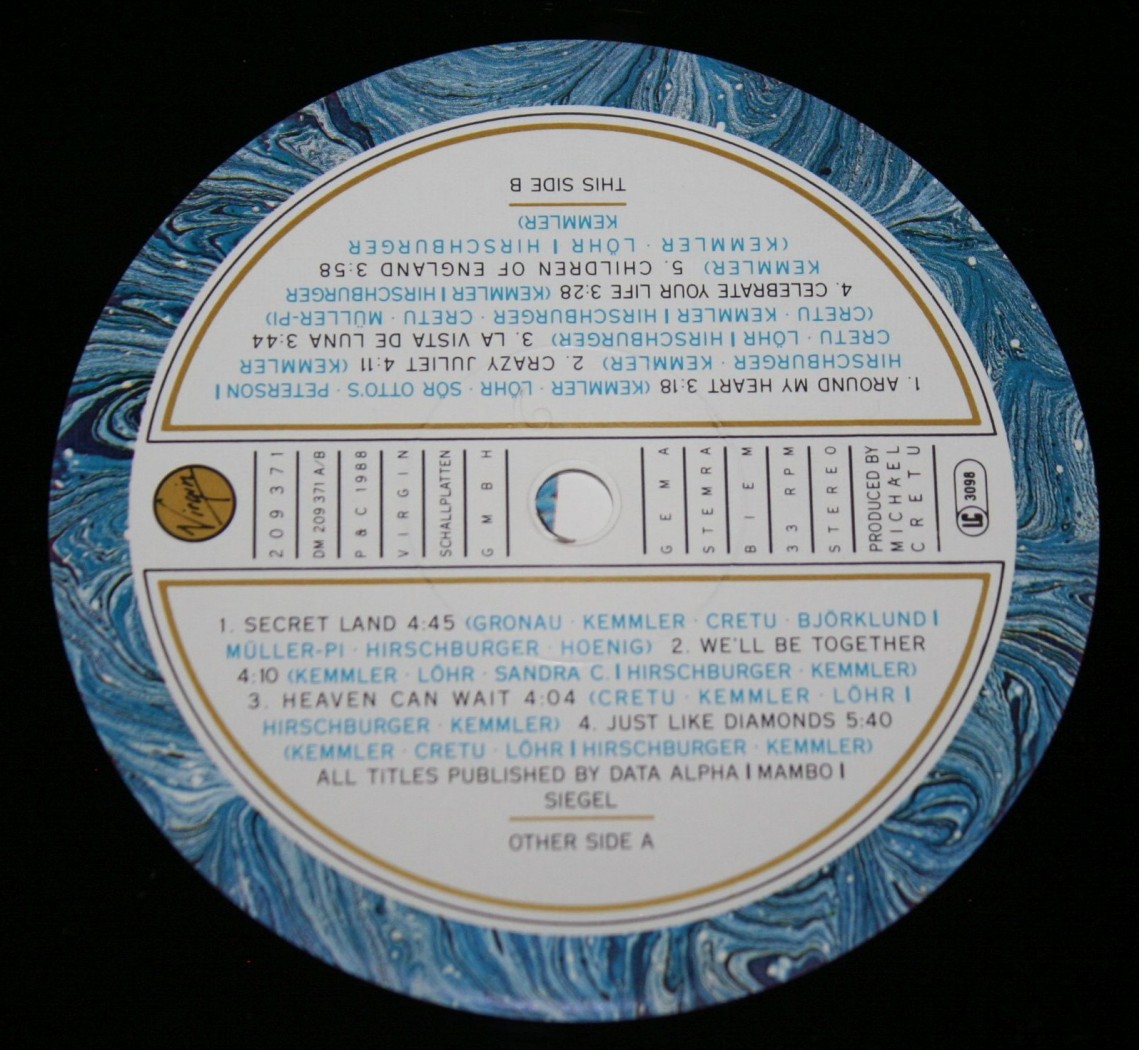 THIS SIDE B
1. AROUND MY HEART 3:18 (KEMMLER · LÖHR · SÖR OTTO'S · PETERSON |
HIRSCHBURGER · KEMMLER) 2. CRAZY JULIET 4:11 (KEMMLER ·
CRETU · LÖHR | HIRSCHBURGER) 3. LA VISTA DE LUNA 3:44
(CRETU · KEMMLER | HIRSCHBURGER · CRETU · MÜLLER-PI)
4. CELEBRATE YOUR LIFE 3:28 (KEMMLER | HIRSCHBURGER ·
KEMMLER) 5. CHILDREN OF ENGLAND 3:58
(KEMMLER · LÖHR | HIRSCHBURGER ·
KEMMLER)
Virgin
209 371
DM 209 371 A/B
P & C 1988
VIRGIN
SCHALLPLATTEN
GMBH
GEMA
STEMRA
BIEM
33 RPM
STEREO
PRODUCED BY
MICHAEL
CRETU
LC 3098
1. SECRET LAND 4:45 (GRONAU · KEMMLER · CRETU · BJÖRKLUND |
MÜLLER-PI · HIRSCHBURGER · HOENIG) 2. WE'LL BE TOGETHER
4:10 (KEMMLER · LÖHR · SANDRA C. | HIRSCHBURGER · KEMMLER)
3. HEAVEN CAN WAIT 4:04 (CRETU · KEMMLER · LÖHR |
HIRSCHBURGER · KEMMLER) 4. JUST LIKE DIAMONDS 5:40
(KEMMLER · CRETU · LÖHR | HIRSCHBURGER · KEMMLER)
ALL TITLES PUBLISHED BY DATA ALPHA | MAMBO |
SIEGEL
OTHER SIDE A